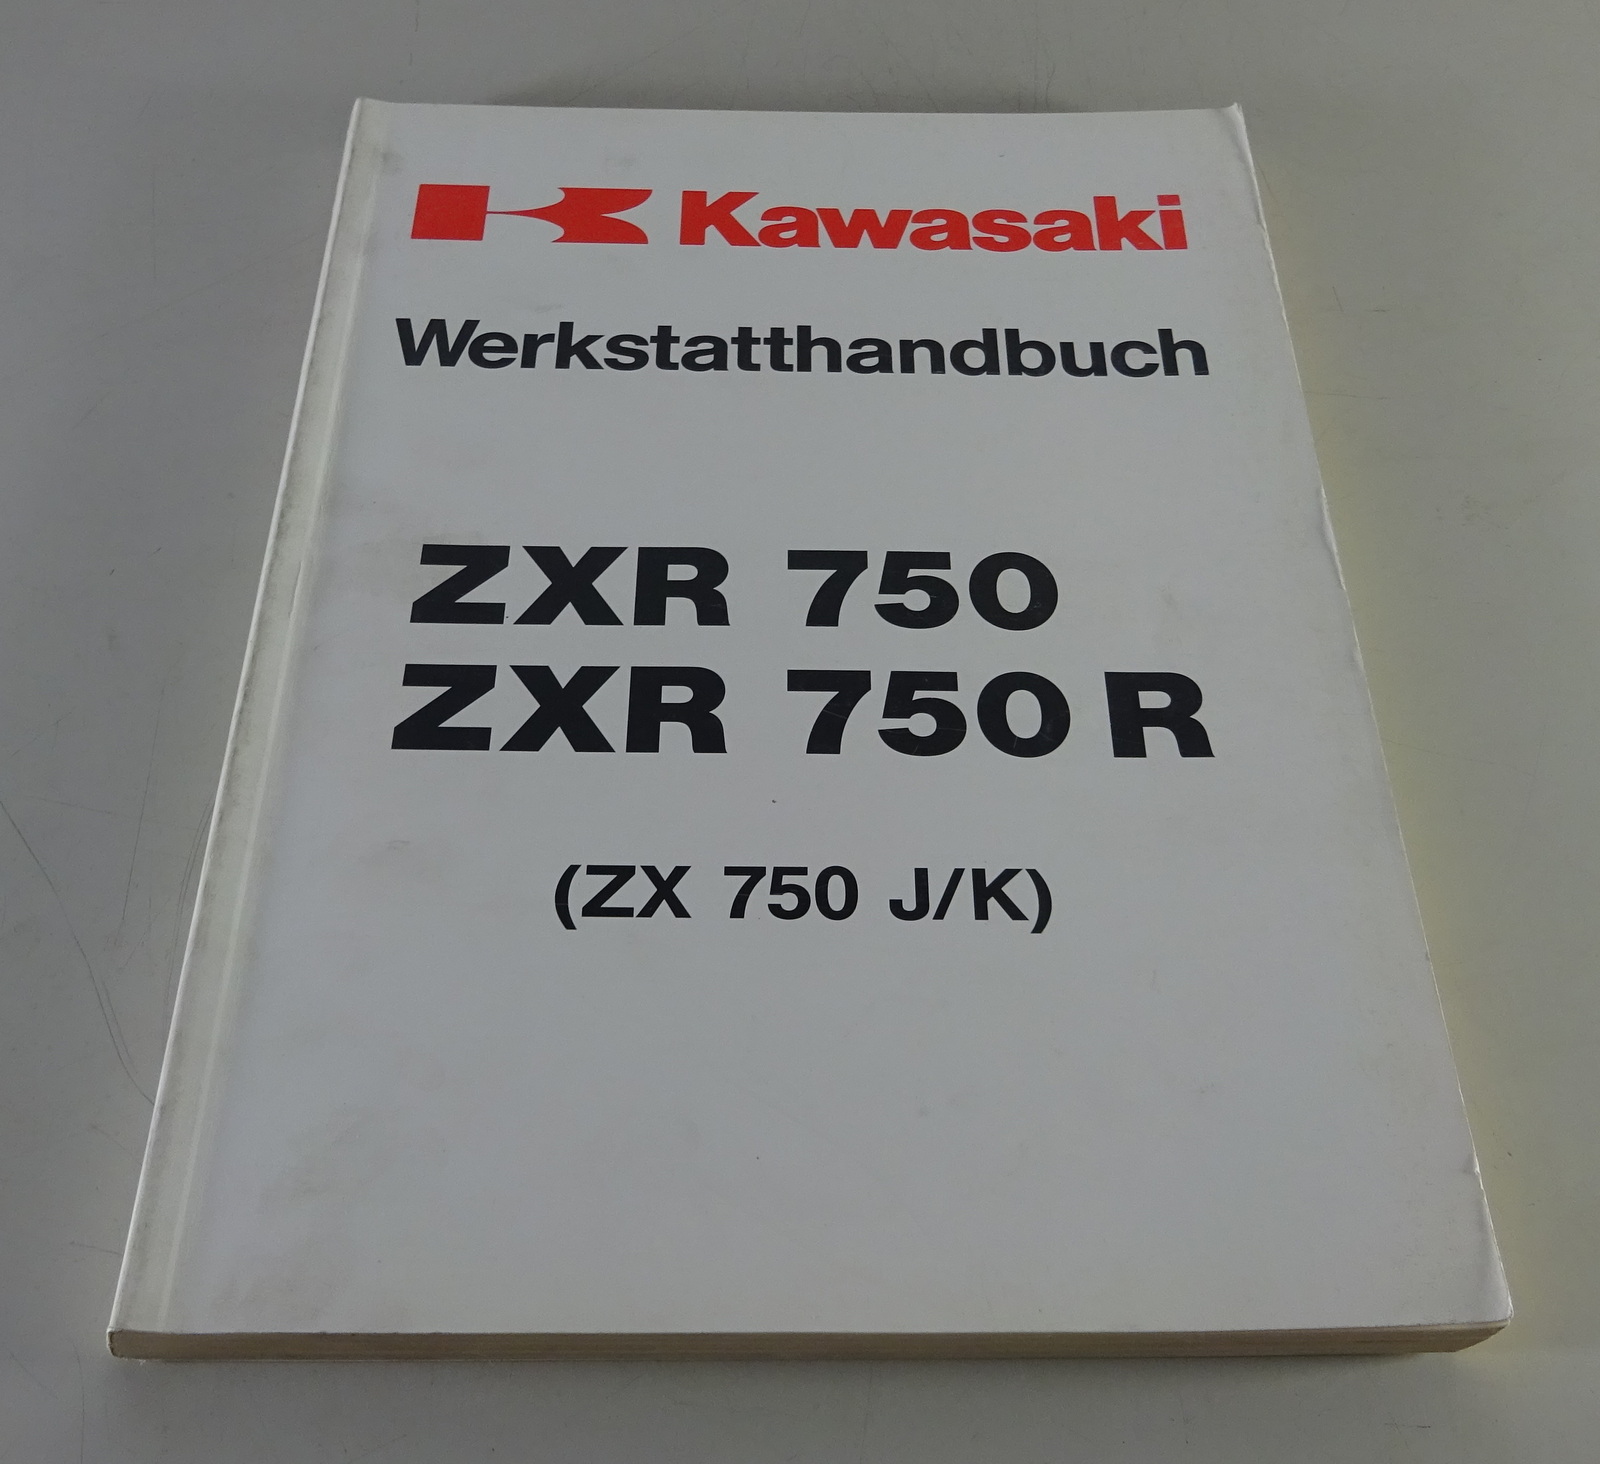 Kawasaki
Werkstatthandbuch
ZXR 750
ZXR 750 R
(ZX 750 J/K)